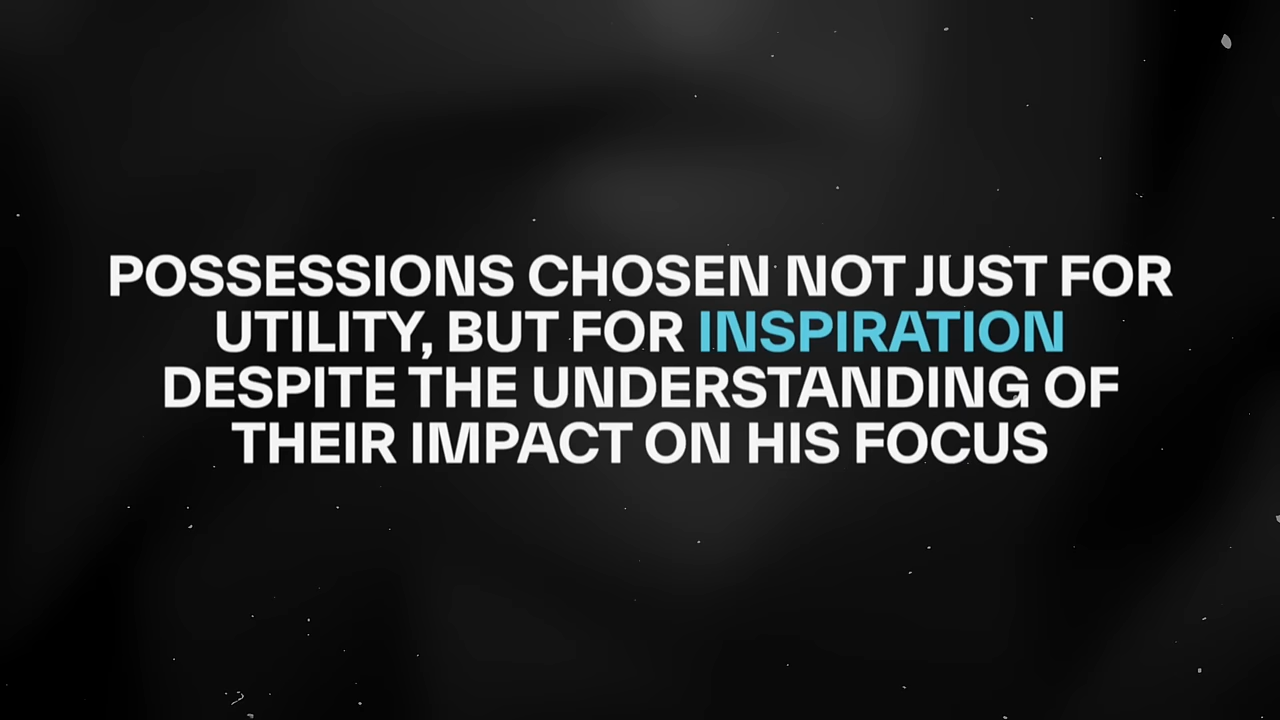 POSSESSIONS CHOSEN NOT JUST FOR
UTILITY, BUT FOR INSPIRATION
DESPITE THE UNDERSTANDING OF
THEIR IMPACT ON HIS FOCUS